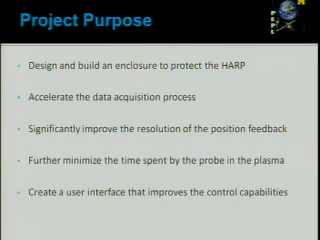 Project Purpose
PEPL
Design and build an enclosure to protect the HARP
Accelerate the data acquisition process
Significantly improve the resolution of the position feedback
Further minimize the time spent by the probe in the plasma
Create a user interface that improves the control capabilities